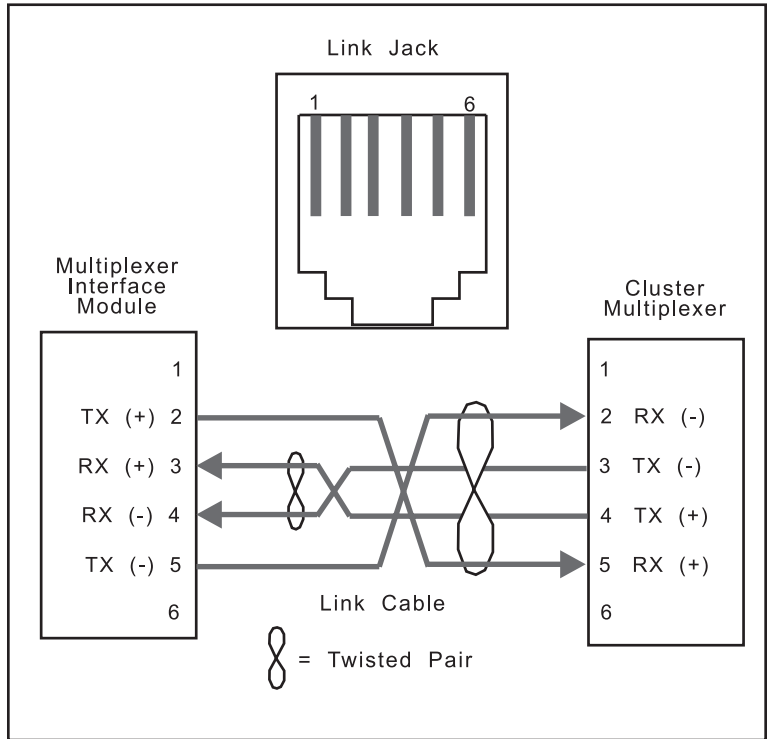 Link Jack
1 6
Multiplexer
Interface
Module
1
TX (+) 2
RX (+) 3
RX (-) 4
TX (-) 5
6
Cluster
Multiplexer
1
2 RX (-)
3 TX (-)
4 TX (+)
5 RX (+)
6
Link Cable
= Twisted Pair